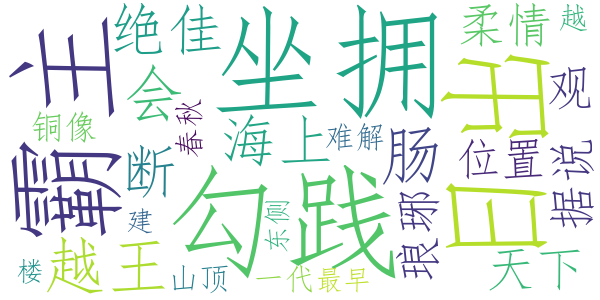 霸主
绝佳
会
坐拥
柔情
越
日出
观
铜像
春秋
海上
难解
断
肠
位置
据说
勾践
建
东侧
琅琊
越王
楼
山顶
一代
最早
天下